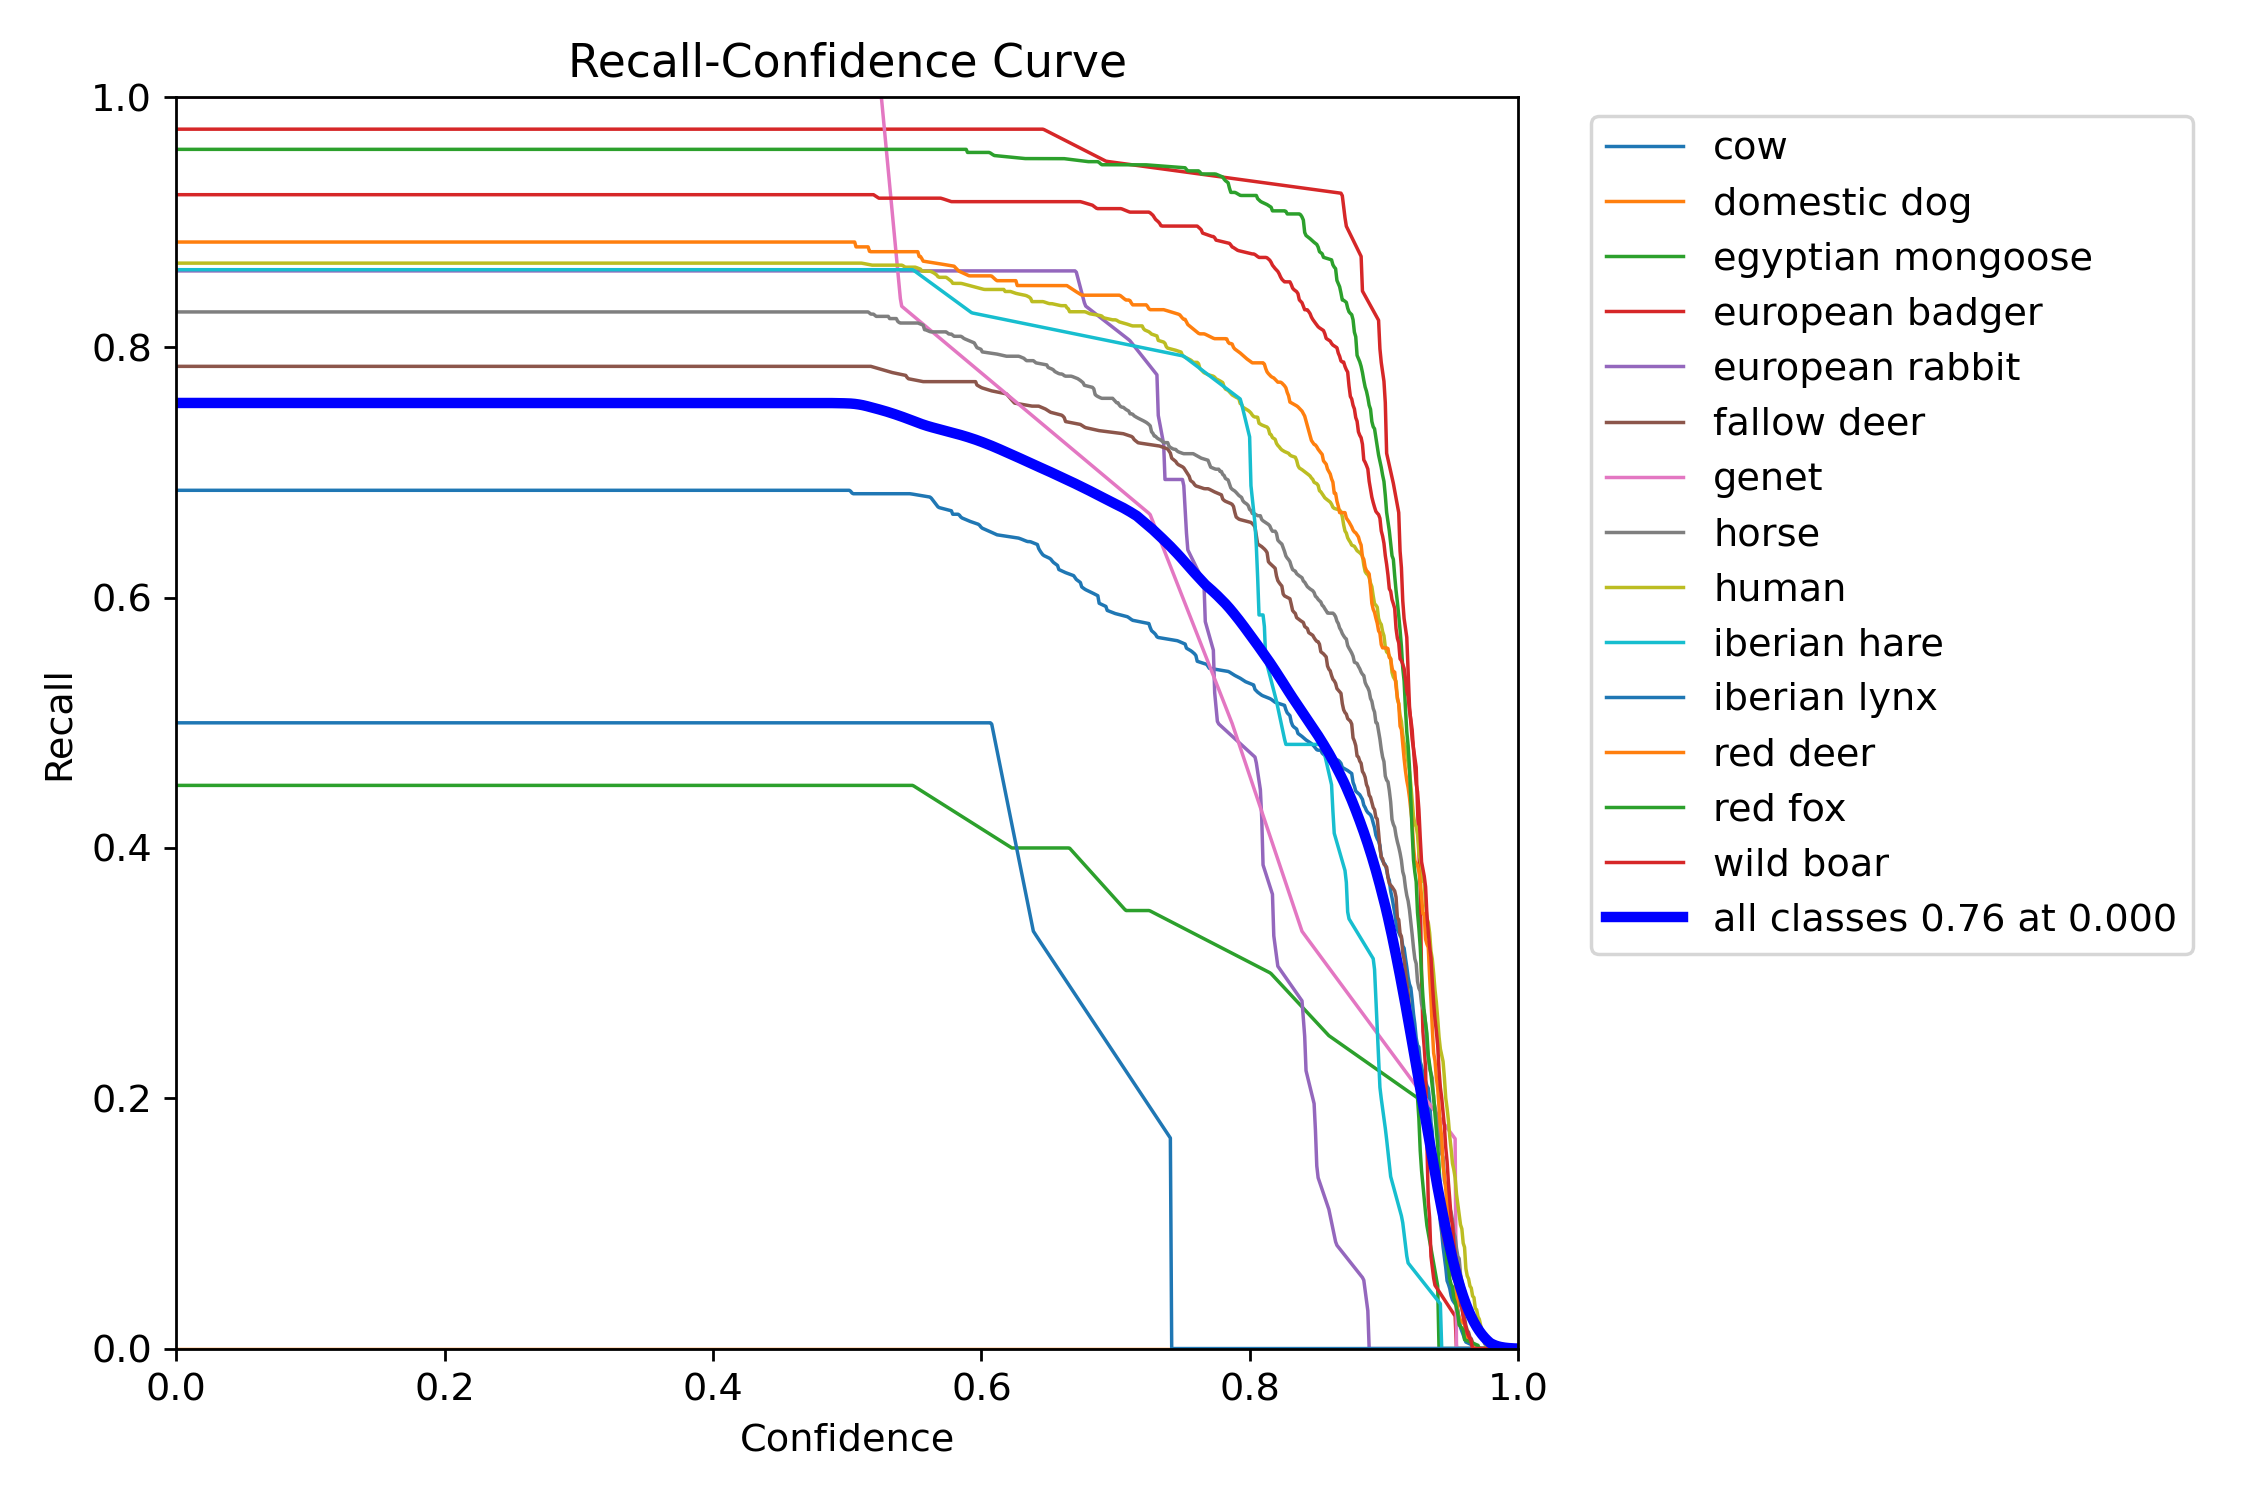 Recall-Confidence Curve
1.0
0.8
0.6
0.4
0.2
0.0
Recall
0.0 0.2 0.4 0.6 0.8 1.0
Confidence
cow
domestic dog
egyptian mongoose
european badger
european rabbit
fallow deer
genet
horse
human
iberian hare
iberian lynx
red deer
red fox
wild boar
all classes 0.76 at 0.000